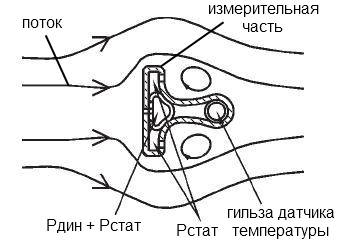 поток
измерительная
часть
Рдин + Рстат
Рстат
гильза датчика
температуры